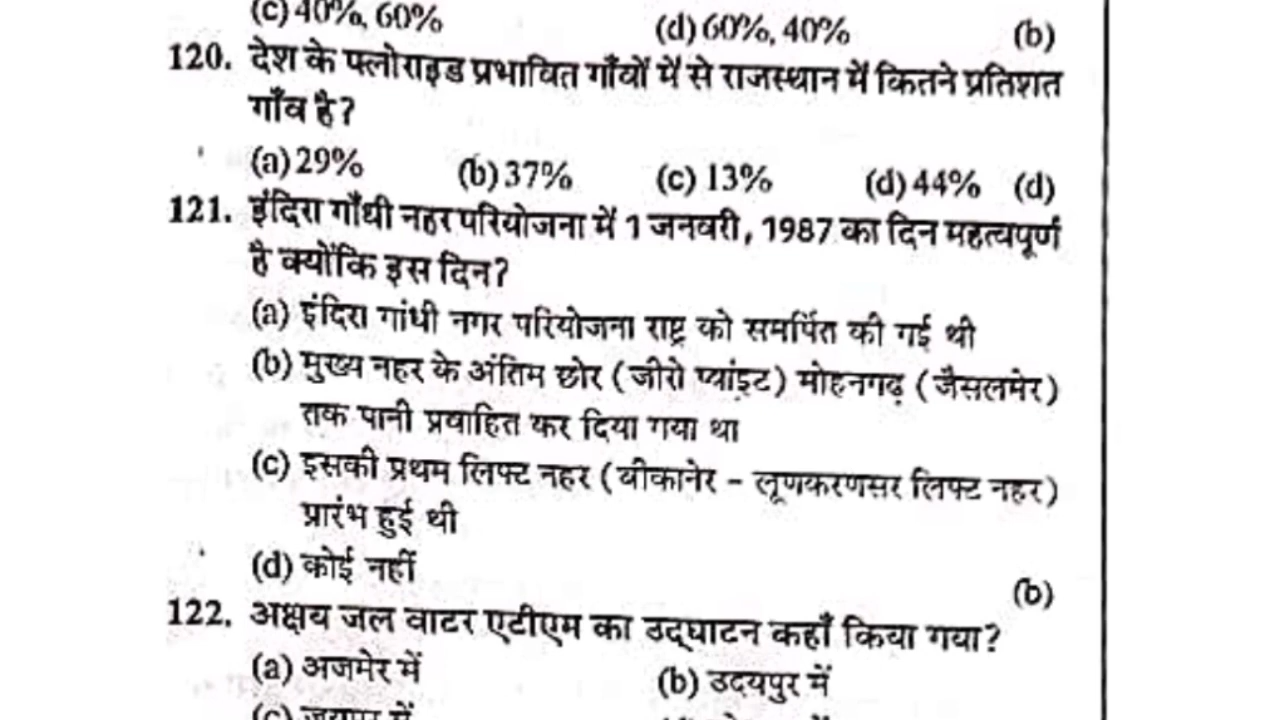 (c) 40%, 60% (d) 60%, 40% (b)
120. देश के फ्लोराइड प्रभावित गाँवों में से राजस्थान में कितने प्रतिशत
गाँव है?
(a) 29% (b) 37% (c) 13% (d) 44% (d)
121. इंदिरा गाँधी नहर परियोजना में 1 जनवरी, 1987 का दिन महत्वपूर्ण
है क्योंकि इस दिन?
(a) इंदिरा गांधी नगर परियोजना राष्ट्र को समर्पित की गई थी
(b) मुख्य नहर के अंतिम छोर (जीरो प्वांइट) मोहनगढ़ (जैसलमेर)
तक पानी प्रवाहित कर दिया गया था
(c) इसकी प्रथम लिफ्ट नहर (बीकानेर - लूणकरणसर लिफ्ट नहर)
प्रारंभ हुई थी
(d) कोई नहीं
(b)
122. अक्षय जल वाटर एटीएम का उद्घाटन कहाँ किया गया?
(a) अजमेर में (b) उदयपुर में
(c) जयपुर में